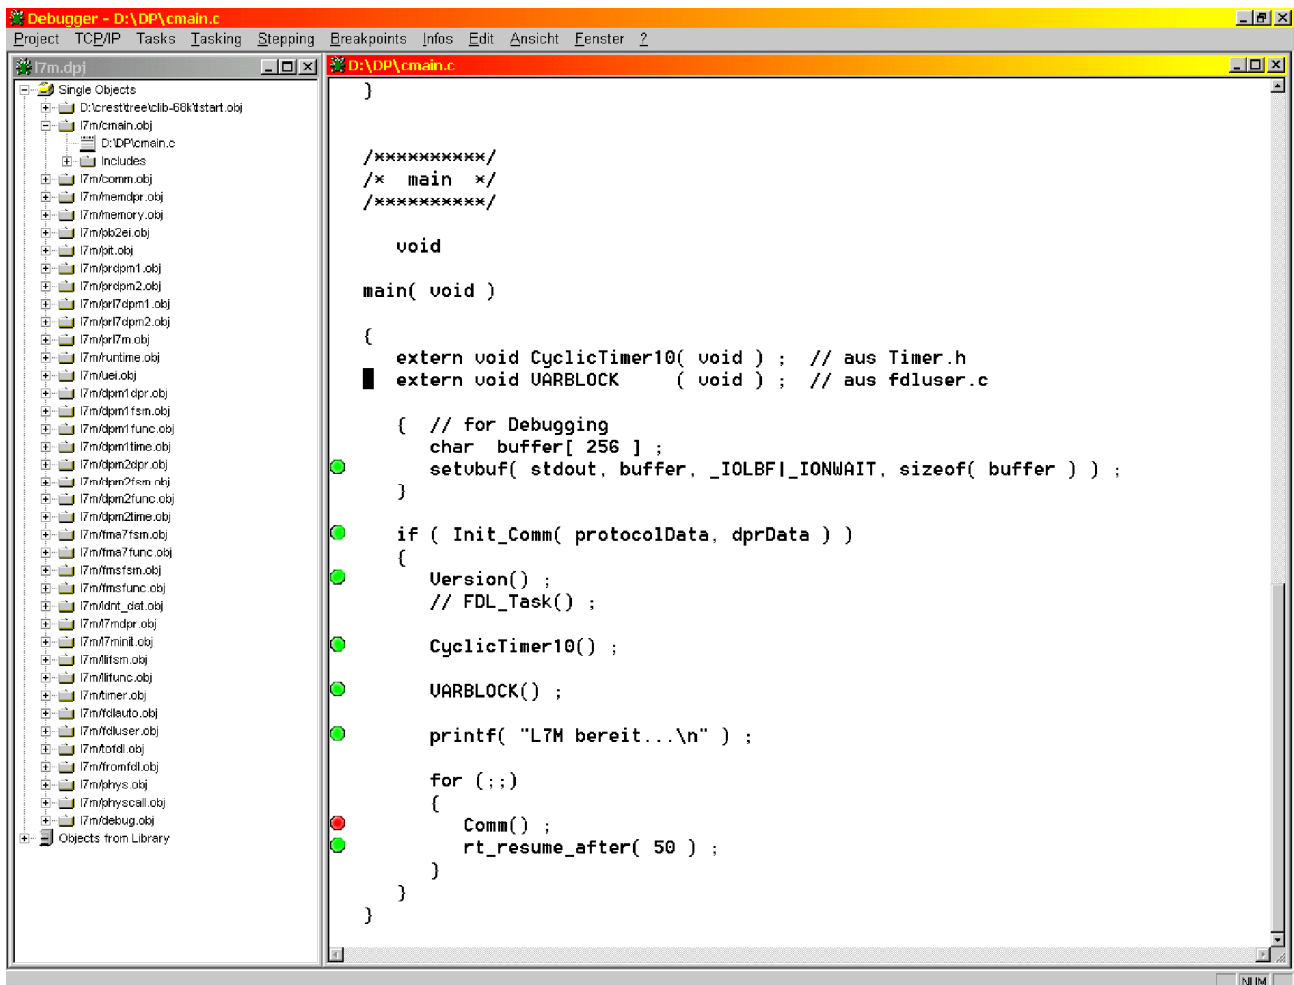 Debugger - D:\DP\cmain.c
Project TCP/IP Tasks Tasking Stepping Breakpoints Infos Edit Ansicht Fenster ?
l7m.dpj
Single Objects
D:\crest\tree\clib-68k\tstart.obj
l7m/cmain.obj
D:\DP\cmain.c
Includes
l7m/comm.obj
l7m/memdpr.obj
l7m/memory.obj
l7m/pb2ei.obj
l7m/pit.obj
l7m/prdpm1.obj
l7m/prdpm2.obj
l7m/prl7dpm1.obj
l7m/prl7dpm2.obj
l7m/prl7m.obj
l7m/runtime.obj
l7m/uei.obj
l7m/dpm1dpr.obj
l7m/dpm1fsm.obj
l7m/dpm1func.obj
l7m/dpm1time.obj
l7m/dpm2dpr.obj
l7m/dpm2fsm.obj
l7m/dpm2func.obj
l7m/dpm2time.obj
l7m/fma7fsm.obj
l7m/fma7func.obj
l7m/fmsfsm.obj
l7m/fmsfunc.obj
l7m/idnt_dat.obj
l7m/l7mdpr.obj
l7m/l7minit.obj
l7m/llifsm.obj
l7m/llifunc.obj
l7m/timer.obj
l7m/fdlauto.obj
l7m/fdluser.obj
l7m/tofdl.obj
l7m/fromfdl.obj
l7m/phys.obj
l7m/physcall.obj
l7m/debug.obj
Objects from Library
D:\DP\cmain.c
}
/**********/
/*  main  */
/**********/
void
main( void )
{
extern void CyclicTimer10( void ) ;  // aus Timer.h
extern void VARBLOCK     ( void ) ;  // aus fdluser.c
{  // for Debugging
char  buffer[ 256 ] ;
setvbuf( stdout, buffer, _IOLBF|_IONWAIT, sizeof( buffer ) ) ;
}
if ( Init_Comm( protocolData, dprData ) )
{
Version() ;
// FDL_Task() ;
CyclicTimer10() ;
VARBLOCK() ;
printf( "L7M bereit...\n" ) ;
for (;;)
{
Comm() ;
rt_resume_after( 50 ) ;
}
}
}
NUM